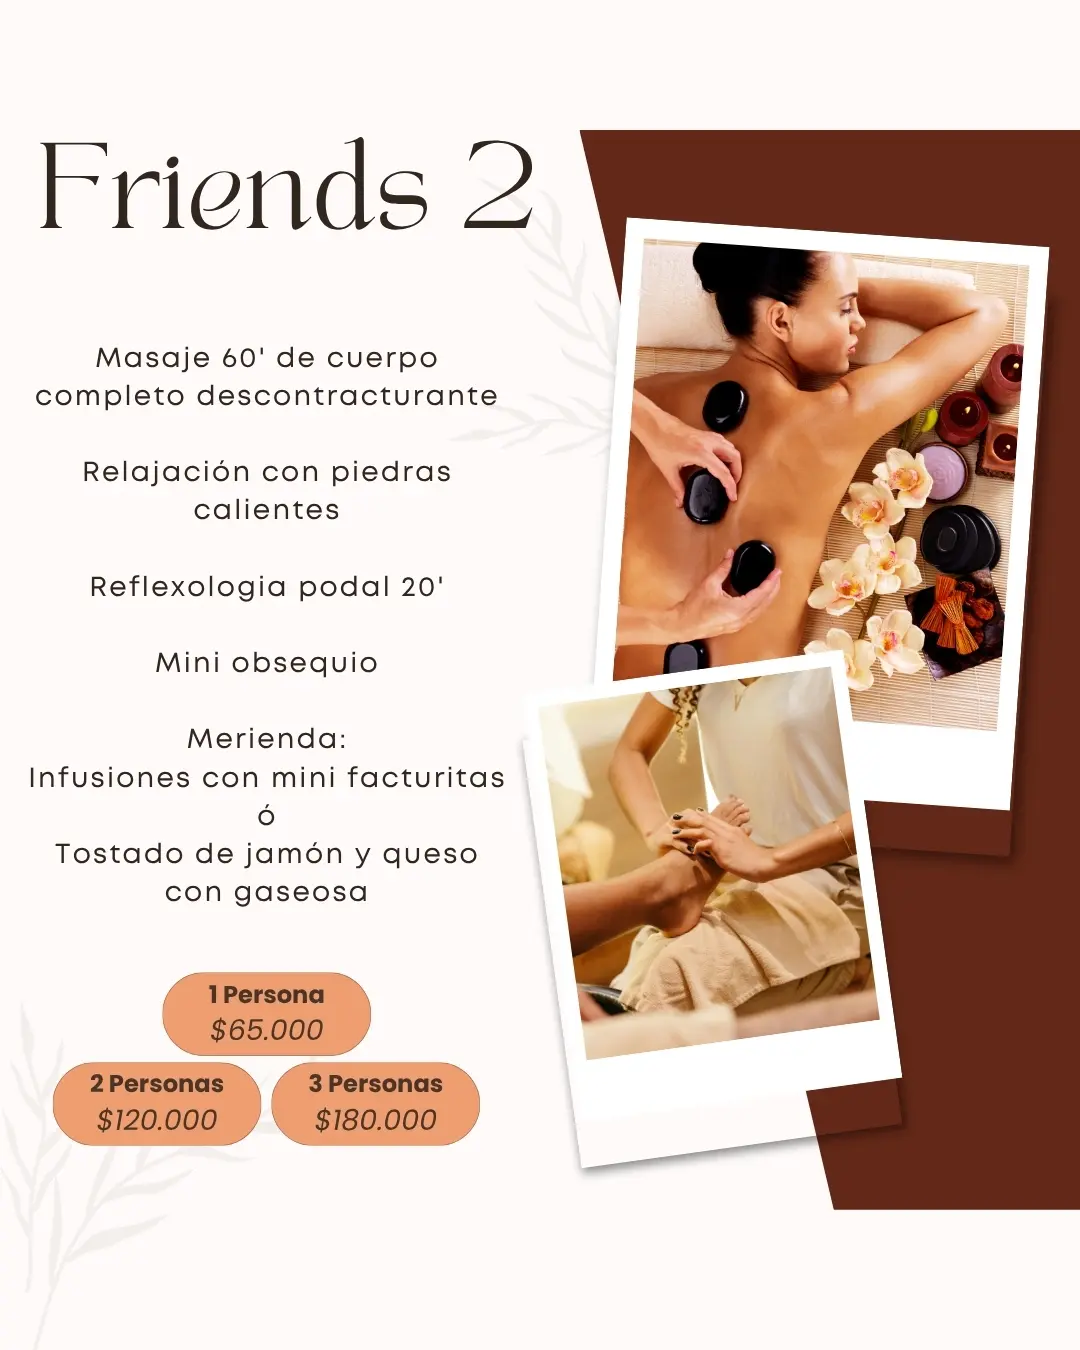 Friends 2
Masaje 60' de cuerpo
completo descontracturante
Relajación con piedras
calientes
Reflexologia podal 20'
Mini obsequio
Merienda:
Infusiones con mini facturitas
ó
Tostado de jamón y queso
con gaseosa
1 Persona
$65.000
2 Personas
$120.000
3 Personas
$180.000